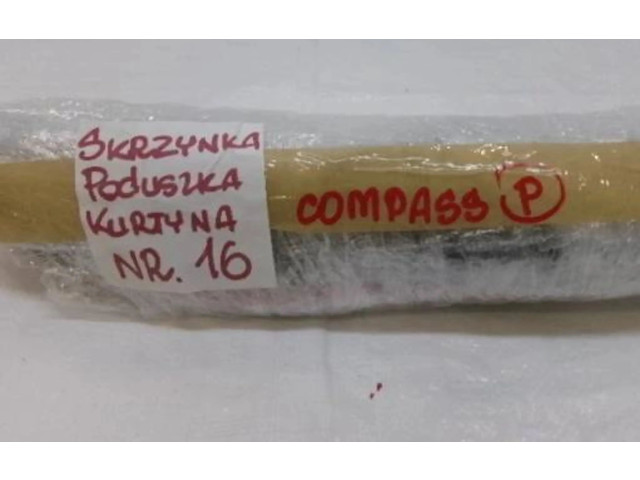 SKRZYNKA
PODUSZKA
KURTYNA
NR. 16
COMPASS P